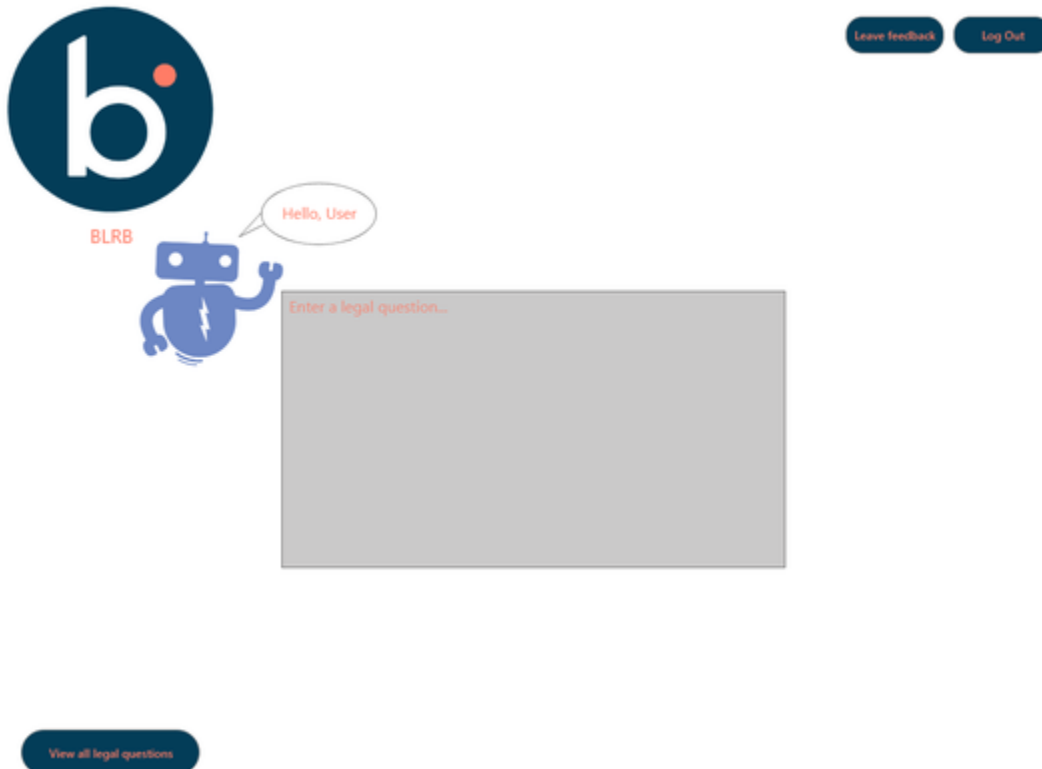 b
Leave feedback
Log Out
Hello, User
BLRB
Enter a legal question...
View all legal questions